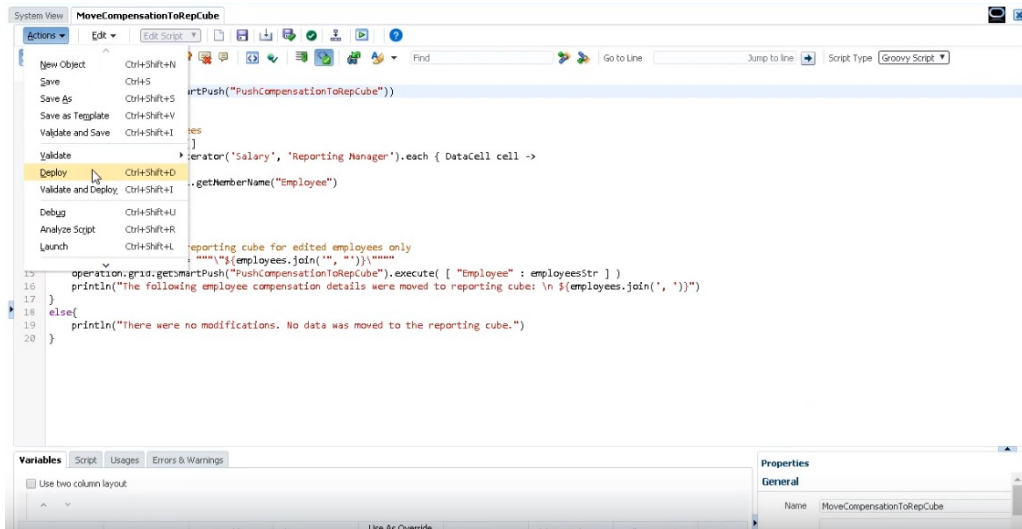 System View MoveCompensationToRepCube
Actions Edit Edit Script
Find Go to Line Jump to line Script Type Groovy Script
New Object Ctrl+Shift+N
Save Ctrl+S
Save As Ctrl+Shift+S
Save as Template Ctrl+Shift+V
Validate and Save Ctrl+Shift+I
Validate
Deploy Ctrl+Shift+D
Validate and Deploy Ctrl+Shift+I
Debug Ctrl+Shift+U
Analyze Script Ctrl+Shift+R
Launch Ctrl+Shift+L
rtPush("PushCompensationToRepCube"))
ees
[]
erator('Salary', 'Reporting Manager').each { DataCell cell ->
.getMemberName("Employee")
reporting cube for edited employees only
= """\"${employees.join('", "')}\""""
15 operation.grid.getSmartPush("PushCompensationToRepCube").execute( [ "Employee" : employeesStr ] )
16 println("The following employee compensation details were moved to reporting cube: \n ${employees.join(', ')}")
17 }
18 else{
19 println("There were no modifications. No data was moved to the reporting cube.")
20 }
Variables Script Usages Errors & Warnings
Use two column layout
Use As Override
Properties
General
Name MoveCompensationToRepCube